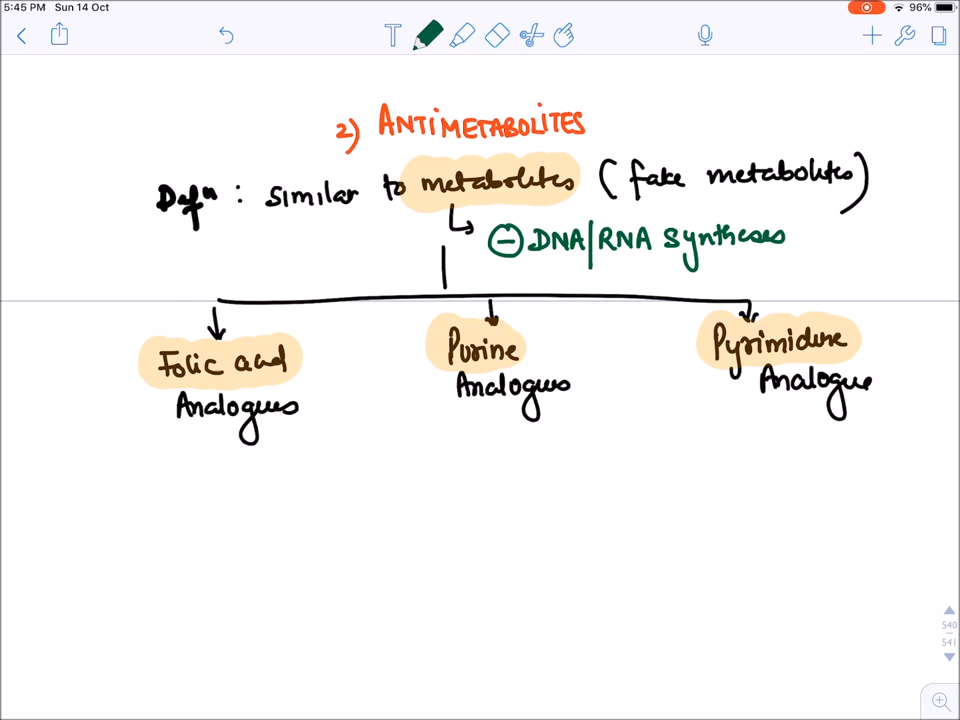 5:45 PM Sun 14 Oct 96%
2) ANTIMETABOLITES
Defn : similar to metabolites (fake metabolites)
⊖ DNA/RNA syntheses
Folic acid Purine Pyrimidine
Analogues Analogues Analogue
540
541